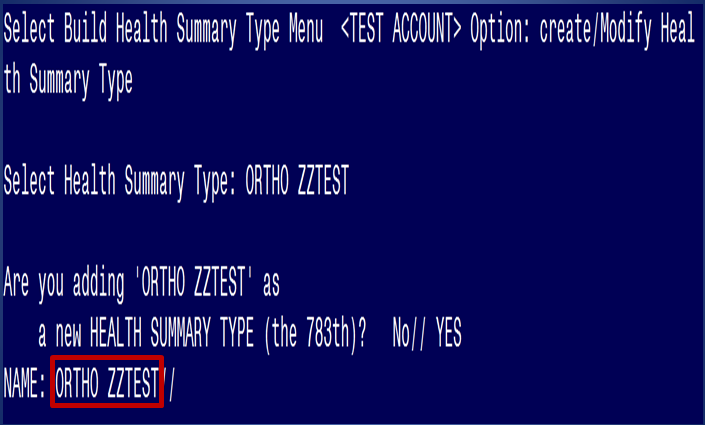 Select Build Health Summary Type Menu  <TEST ACCOUNT> Option: create/Modify Heal
th Summary Type
Select Health Summary Type: ORTHO ZZTEST
Are you adding 'ORTHO ZZTEST' as
    a new HEALTH SUMMARY TYPE (the 783th)?   No// YES
NAME: ORTHO ZZTEST//